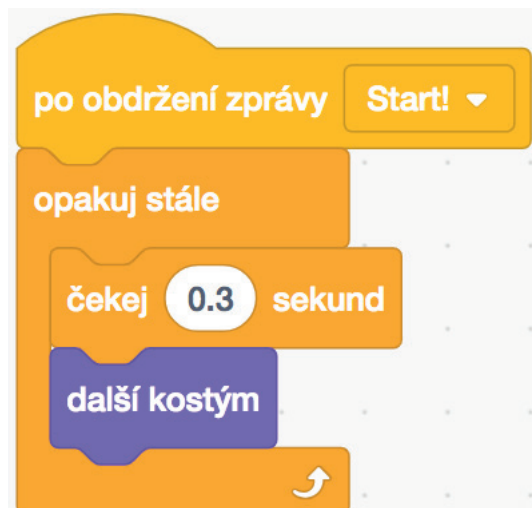 po obdržení zprávy Start!
opakuj stále
čekej 0.3 sekund
další kostým